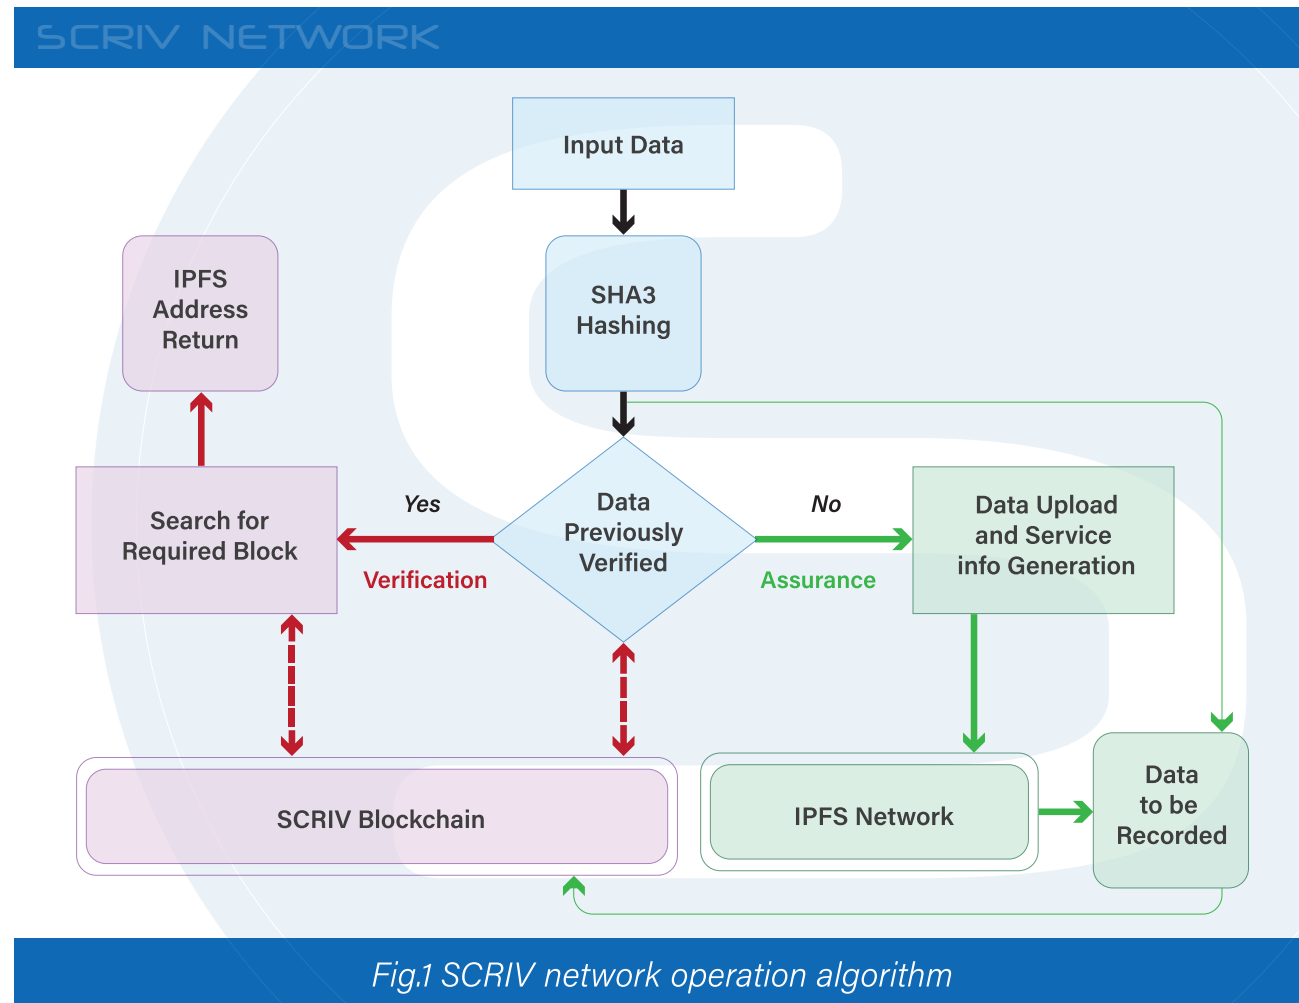 SCRIV NETWORK
Input Data
IPFS
Address
Return
SHA3
Hashing
Search for
Required Block
Yes
Verification
Data
Previously
Verified
No
Assurance
Data Upload
and Service
info Generation
SCRIV Blockchain
IPFS Network
Data
to be
Recorded
Fig.1 SCRIV network operation algorithm